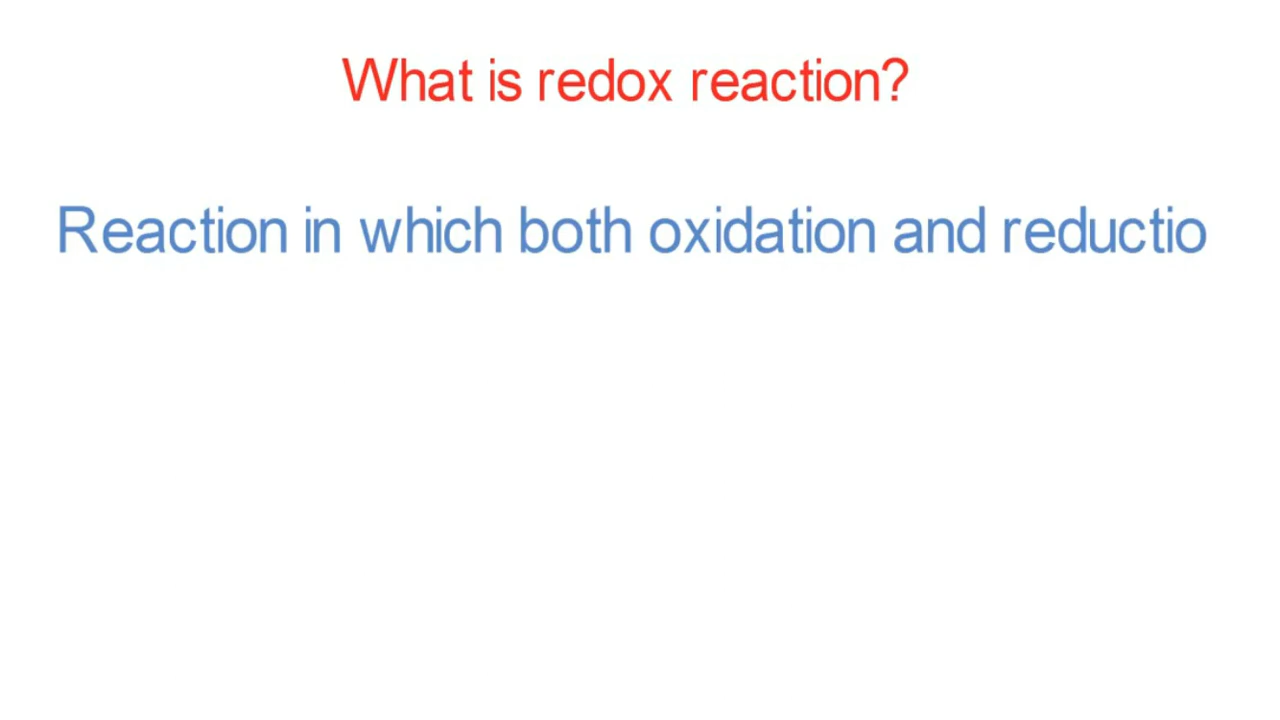 What is redox reaction?
Reaction in which both oxidation and reductio